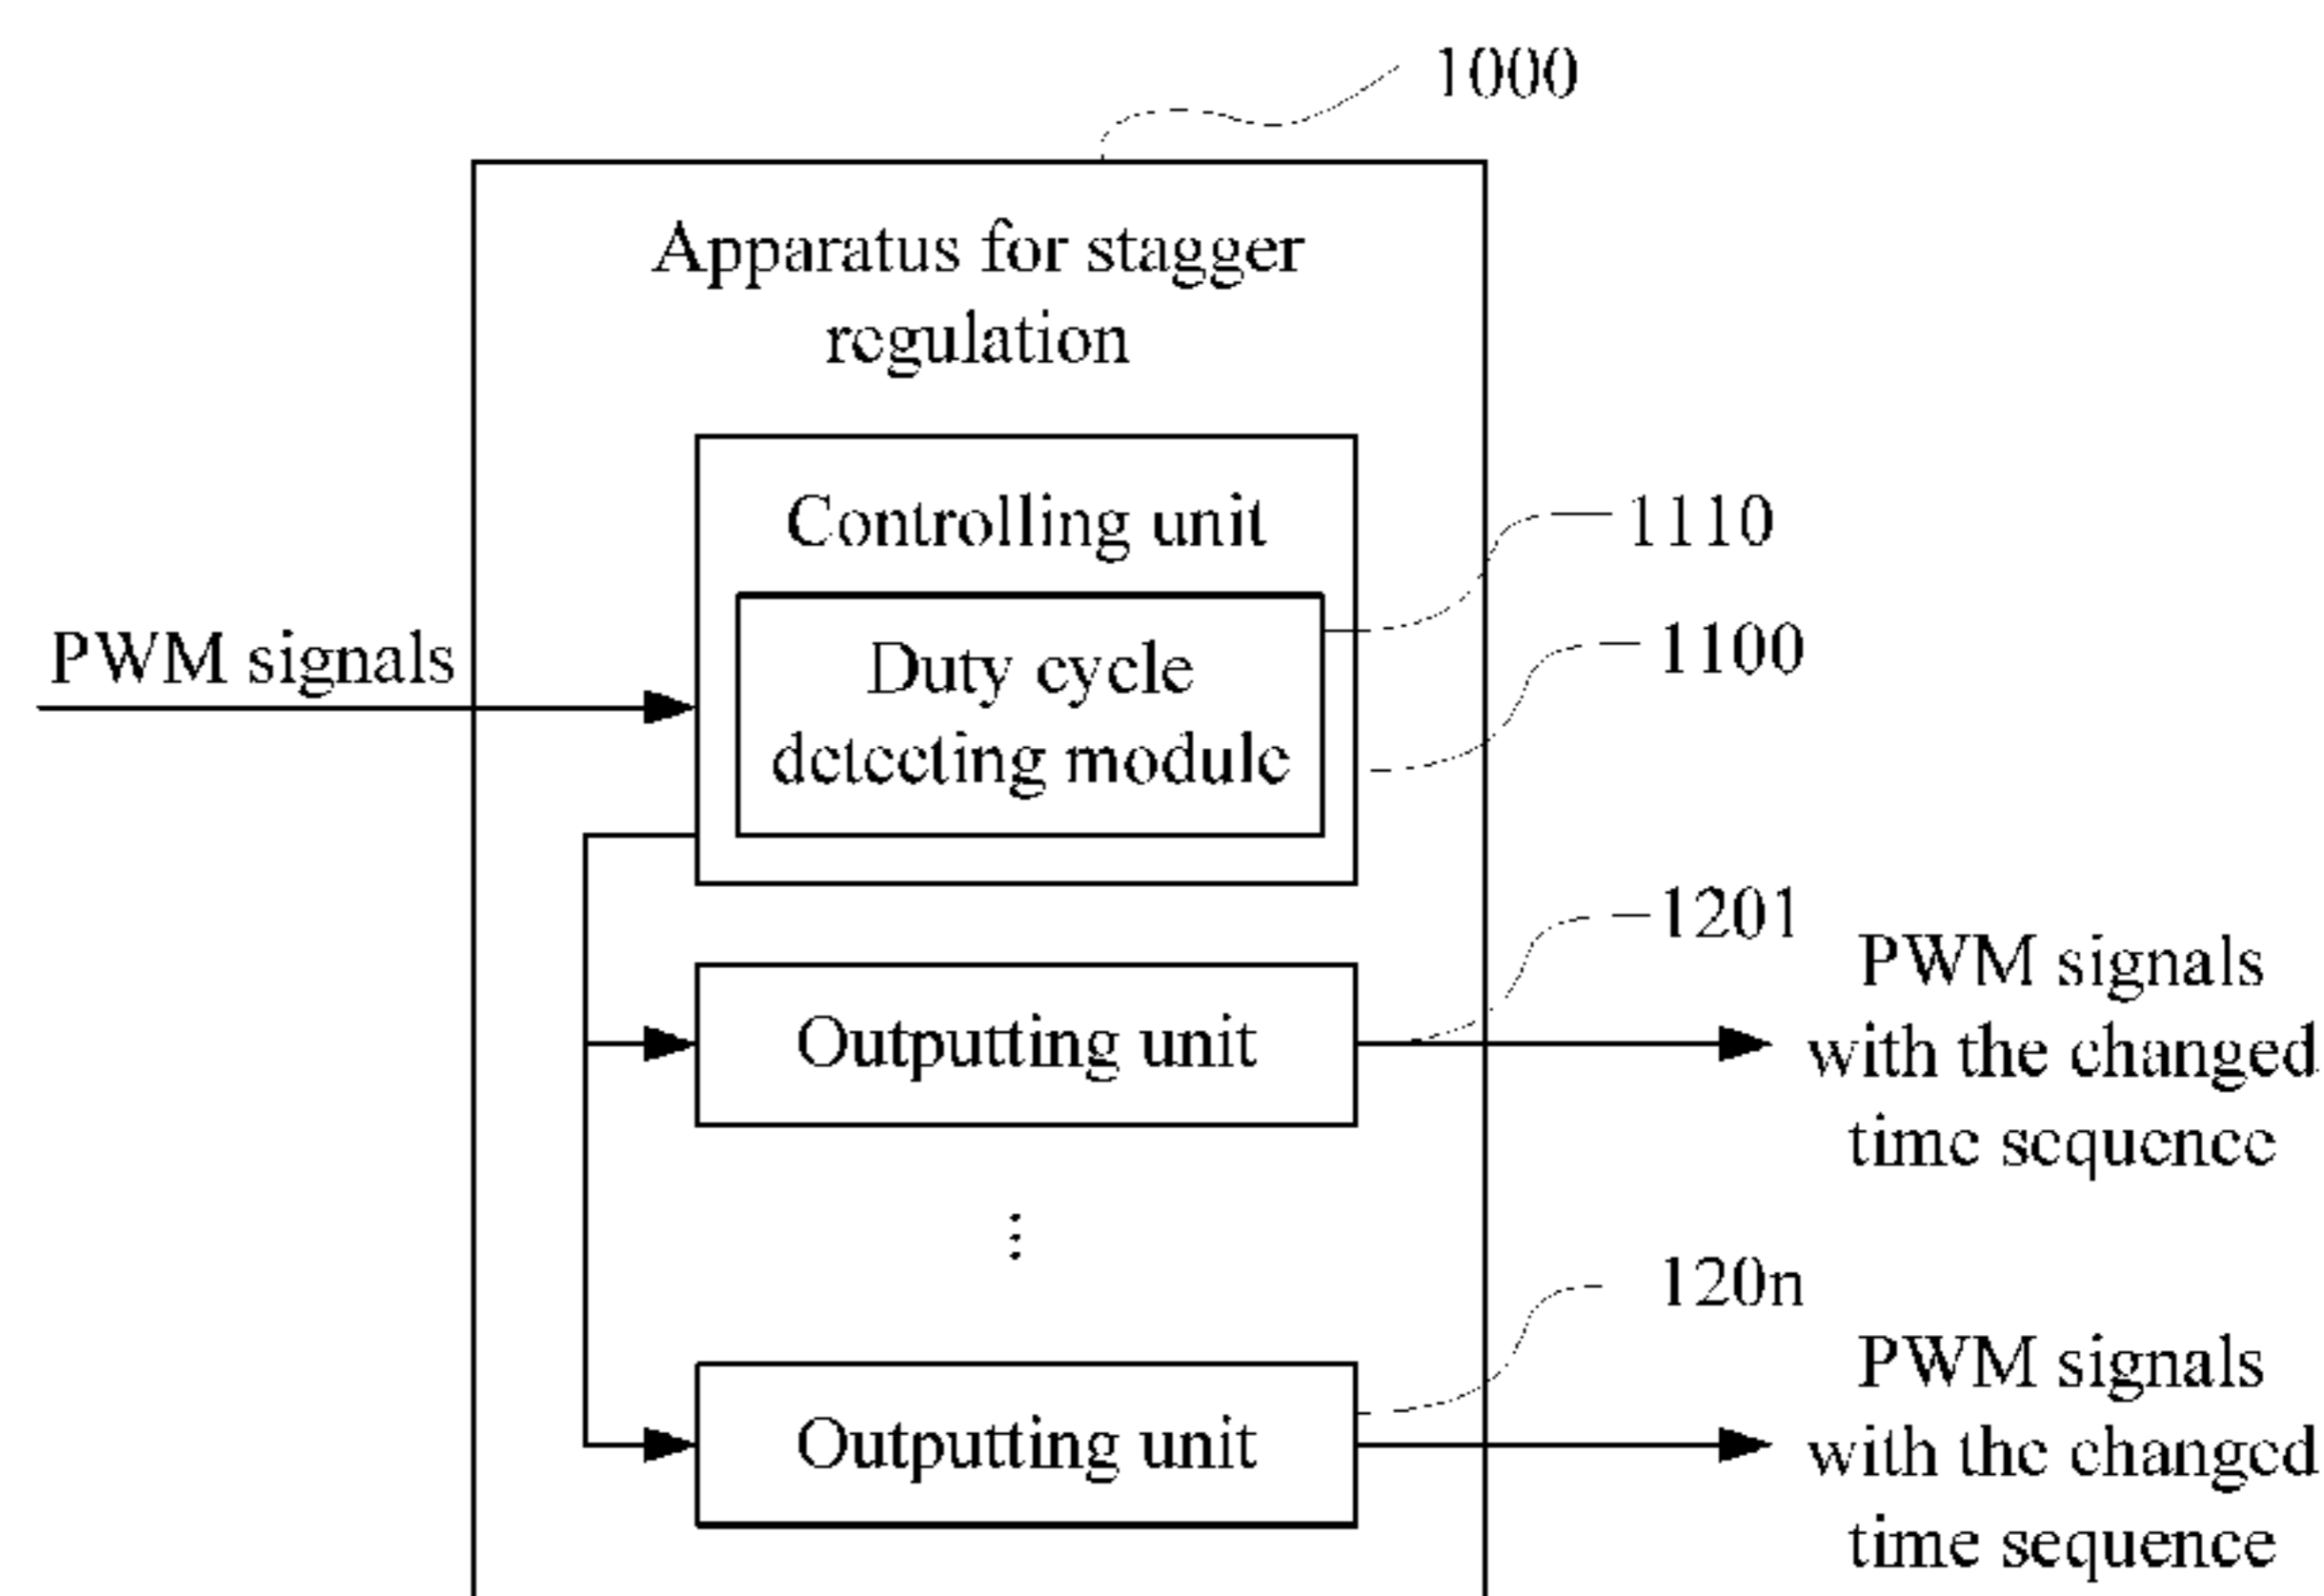 1000
Apparatus for stagger
regulation
Controlling unit
1110
Duty cycle
detecting module
1100
PWM signals
1201
Outputting unit
PWM signals
with the changed
time sequence
120n
Outputting unit
PWM signals
with the changed
time sequence